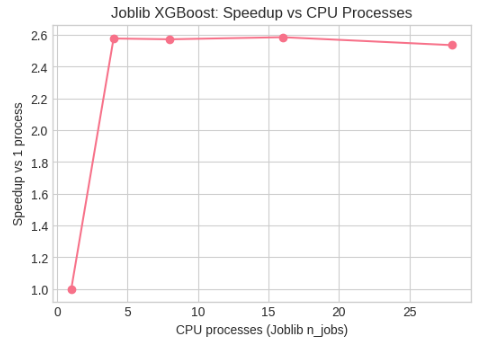 Joblib XGBoost: Speedup vs CPU Processes
Speedup vs 1 process
2.6
2.4
2.2
2.0
1.8
1.6
1.4
1.2
1.0
0 5 10 15 20 25
CPU processes (Joblib n_jobs)